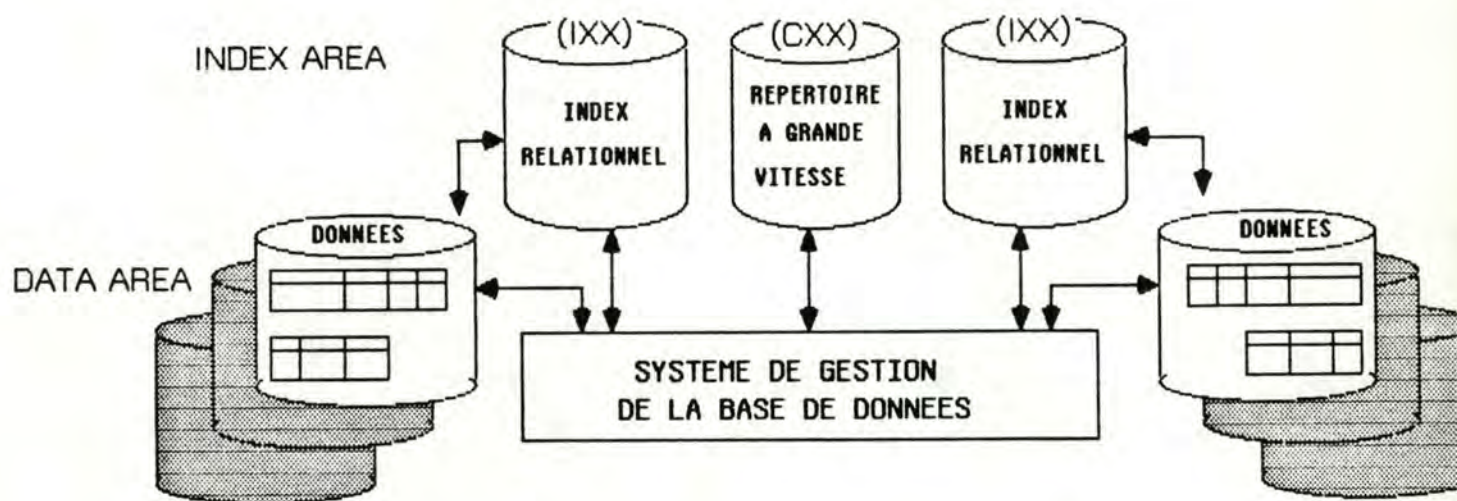 INDEX AREA
(IXX)
INDEX
RELATIONNEL
(CXX)
REPERTOIRE
A GRANDE
VITESSE
(IXX)
INDEX
RELATIONNEL
DATA AREA
DONNEES
DONNEES
SYSTEME DE GESTION
DE LA BASE DE DONNEES